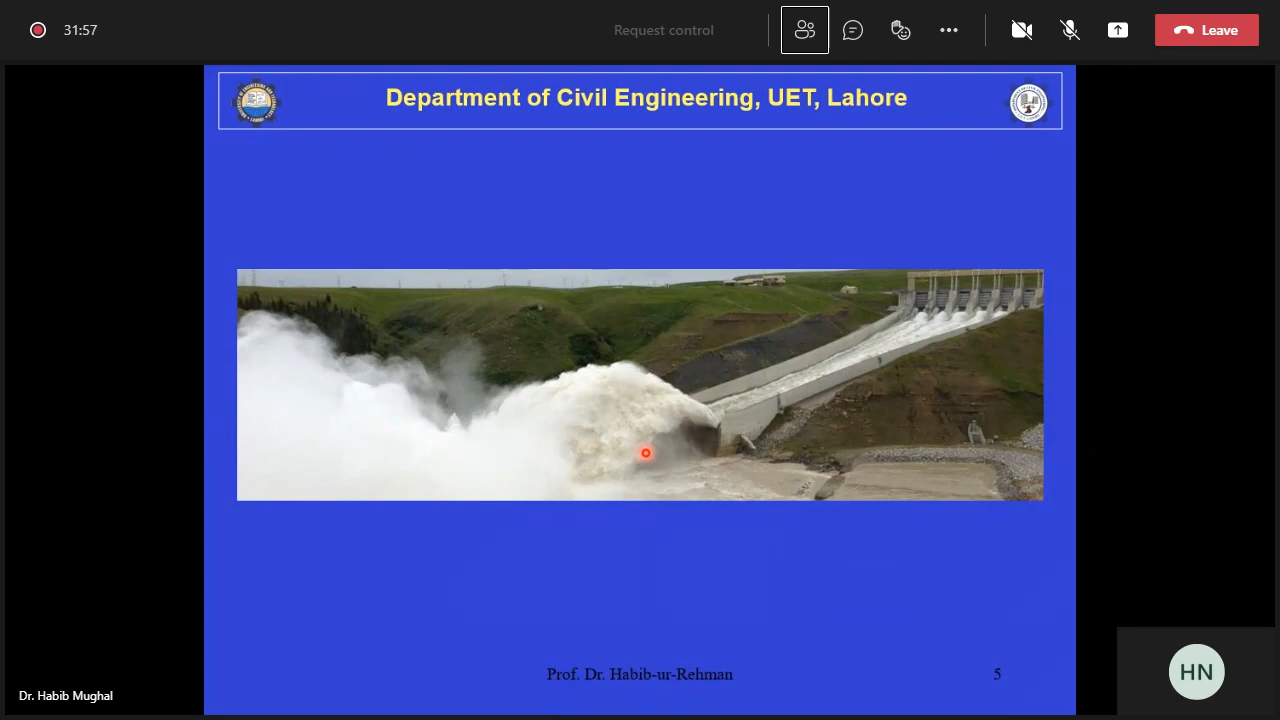 31:57
Request control
Leave
Department of Civil Engineering, UET, Lahore
Prof. Dr. Habib-ur-Rehman
5
Dr. Habib Mughal
HN